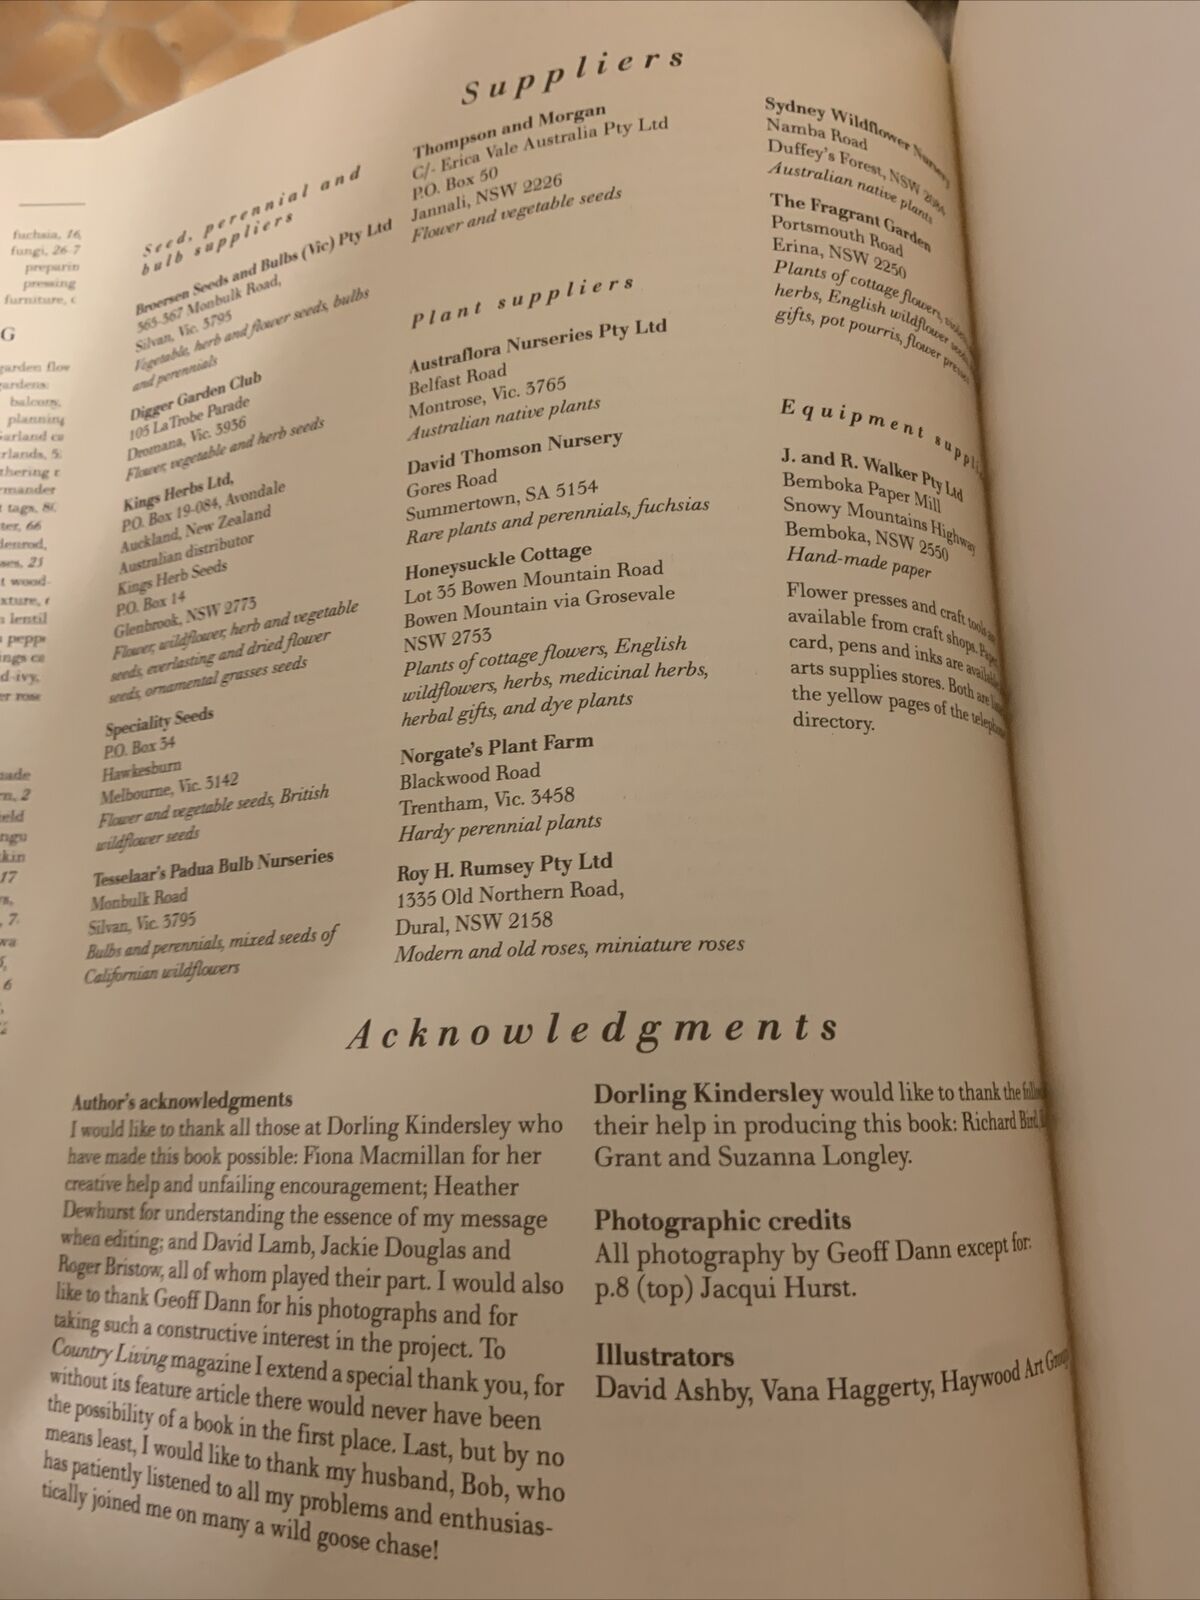 Suppliers
Seed, perennial and
bulb suppliers
Broersen Seeds and Bulbs (Vic) Pty Ltd
365-367 Monbulk Road,
Silvan, Vic. 3795
Vegetable, herb and flower seeds, bulbs
and perennials
Digger Garden Club
105 LaTrobe Parade
Dromana, Vic. 3936
Flower, vegetable and herb seeds
Kings Herbs Ltd,
P.O. Box 19-084, Avondale
Auckland, New Zealand
Australian distributor
Kings Herb Seeds
P.O. Box 14
Glenbrook, NSW 2773
Flower, wildflower, herb and vegetable
seeds, everlasting and dried flower
seeds, ornamental grasses seeds
Speciality Seeds
P.O. Box 34
Hawkesburn
Melbourne, Vic. 3142
Flower and vegetable seeds, British
wildflower seeds
Tesselaar's Padua Bulb Nurseries
Monbulk Road
Silvan, Vic. 3795
Bulbs and perennials, mixed seeds of
Californian wildflowers
Thompson and Morgan
C/- Erica Vale Australia Pty Ltd
P.O. Box 50
Jannali, NSW 2226
Flower and vegetable seeds
Plant suppliers
Austraflora Nurseries Pty Ltd
Belfast Road
Montrose, Vic. 3765
Australian native plants
David Thomson Nursery
Gores Road
Summertown, SA 5154
Rare plants and perennials, fuchsias
Honeysuckle Cottage
Lot 35 Bowen Mountain Road
Bowen Mountain via Grosevale
NSW 2753
Plants of cottage flowers, English
wildflowers, herbs, medicinal herbs,
herbal gifts, and dye plants
Norgate's Plant Farm
Blackwood Road
Trentham, Vic. 3458
Hardy perennial plants
Roy H. Rumsey Pty Ltd
1335 Old Northern Road,
Dural, NSW 2158
Modern and old roses, miniature roses
Sydney Wildflower Nursery
Namba Road
Duffey's Forest, NSW
Australian native plants
The Fragrant Garden
Portsmouth Road
Erina, NSW 2250
Plants of cottage flowers,
herbs, English wildflower
gifts, pot pourris, flower
Equipment
J. and R. Walker Pty Ltd
Bemboka Paper Mill
Snowy Mountains Highway
Bemboka, NSW 2550
Hand-made paper
Flower presses and craft tools
available from craft shops.
card, pens and inks are
arts supplies stores. Both are
the yellow pages of the
directory.
Acknowledgments
Author's acknowledgments
I would like to thank all those at Dorling Kindersley who
have made this book possible: Fiona Macmillan for her
creative help and unfailing encouragement; Heather
Dewhurst for understanding the essence of my message
when editing; and David Lamb, Jackie Douglas and
Roger Bristow, all of whom played their part. I would also
like to thank Geoff Dann for his photographs and for
taking such a constructive interest in the project. To
Country Living magazine I extend a special thank you, for
without its feature article there would never have been
the possibility of a book in the first place. Last, but by no
means least, I would like to thank my husband, Bob, who
has patiently listened to all my problems and enthusias-
tically joined me on many a wild goose chase!
Dorling Kindersley would like to thank the
their help in producing this book: Richard Bird,
Grant and Suzanna Longley.
Photographic credits
All photography by Geoff Dann except for:
p.8 (top) Jacqui Hurst.
Illustrators
David Ashby, Vana Haggerty, Haywood Art Group